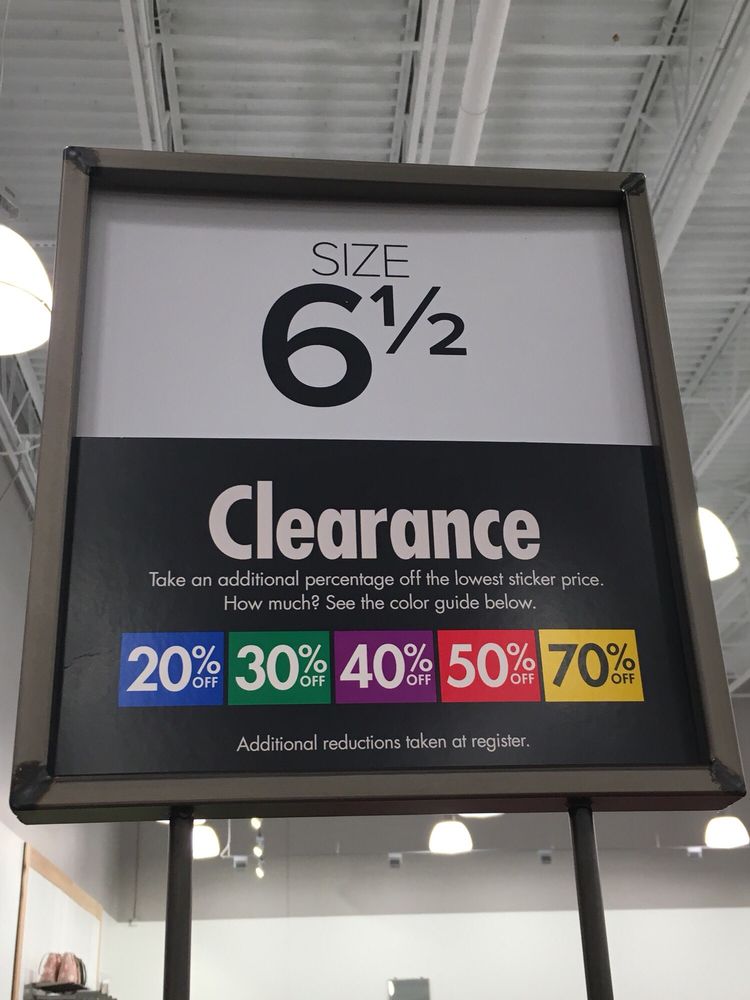 SIZE
6½
Clearance
Take an additional percentage off the lowest sticker price.
How much? See the color guide below.
20% OFF 30% OFF 40% OFF 50% OFF 70% OFF
Additional reductions taken at register.